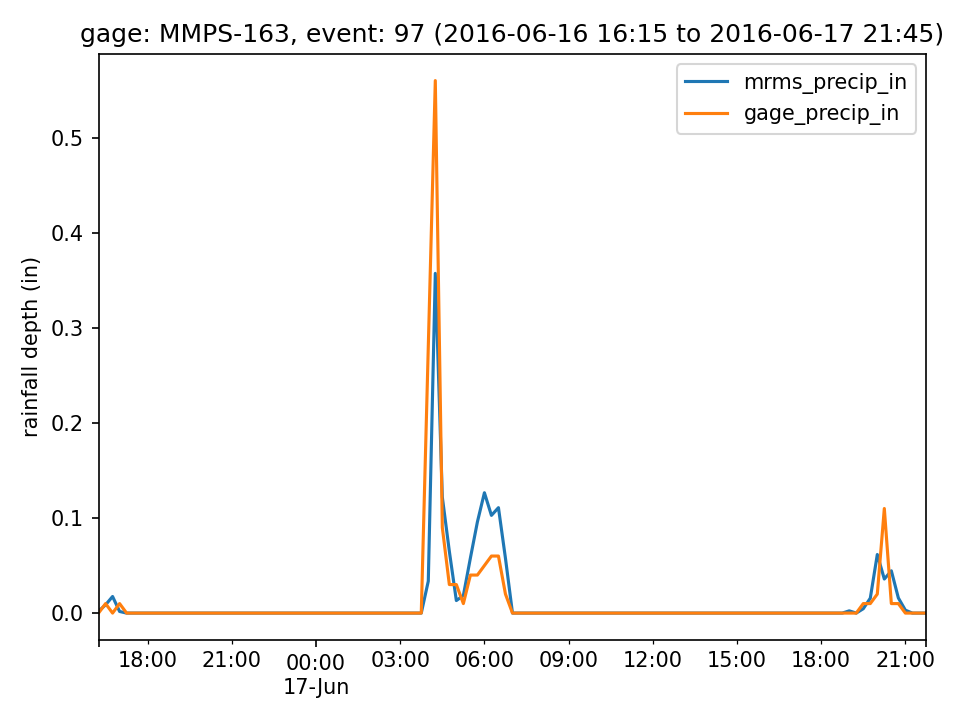 gage: MMPS-163, event: 97 (2016-06-16 16:15 to 2016-06-17 21:45)
mrms_precip_in
gage_precip_in
rainfall depth (in)
0.5
0.4
0.3
0.2
0.1
0.0
18:00 21:00 00:00 03:00 06:00 09:00 12:00 15:00 18:00 21:00
17-Jun